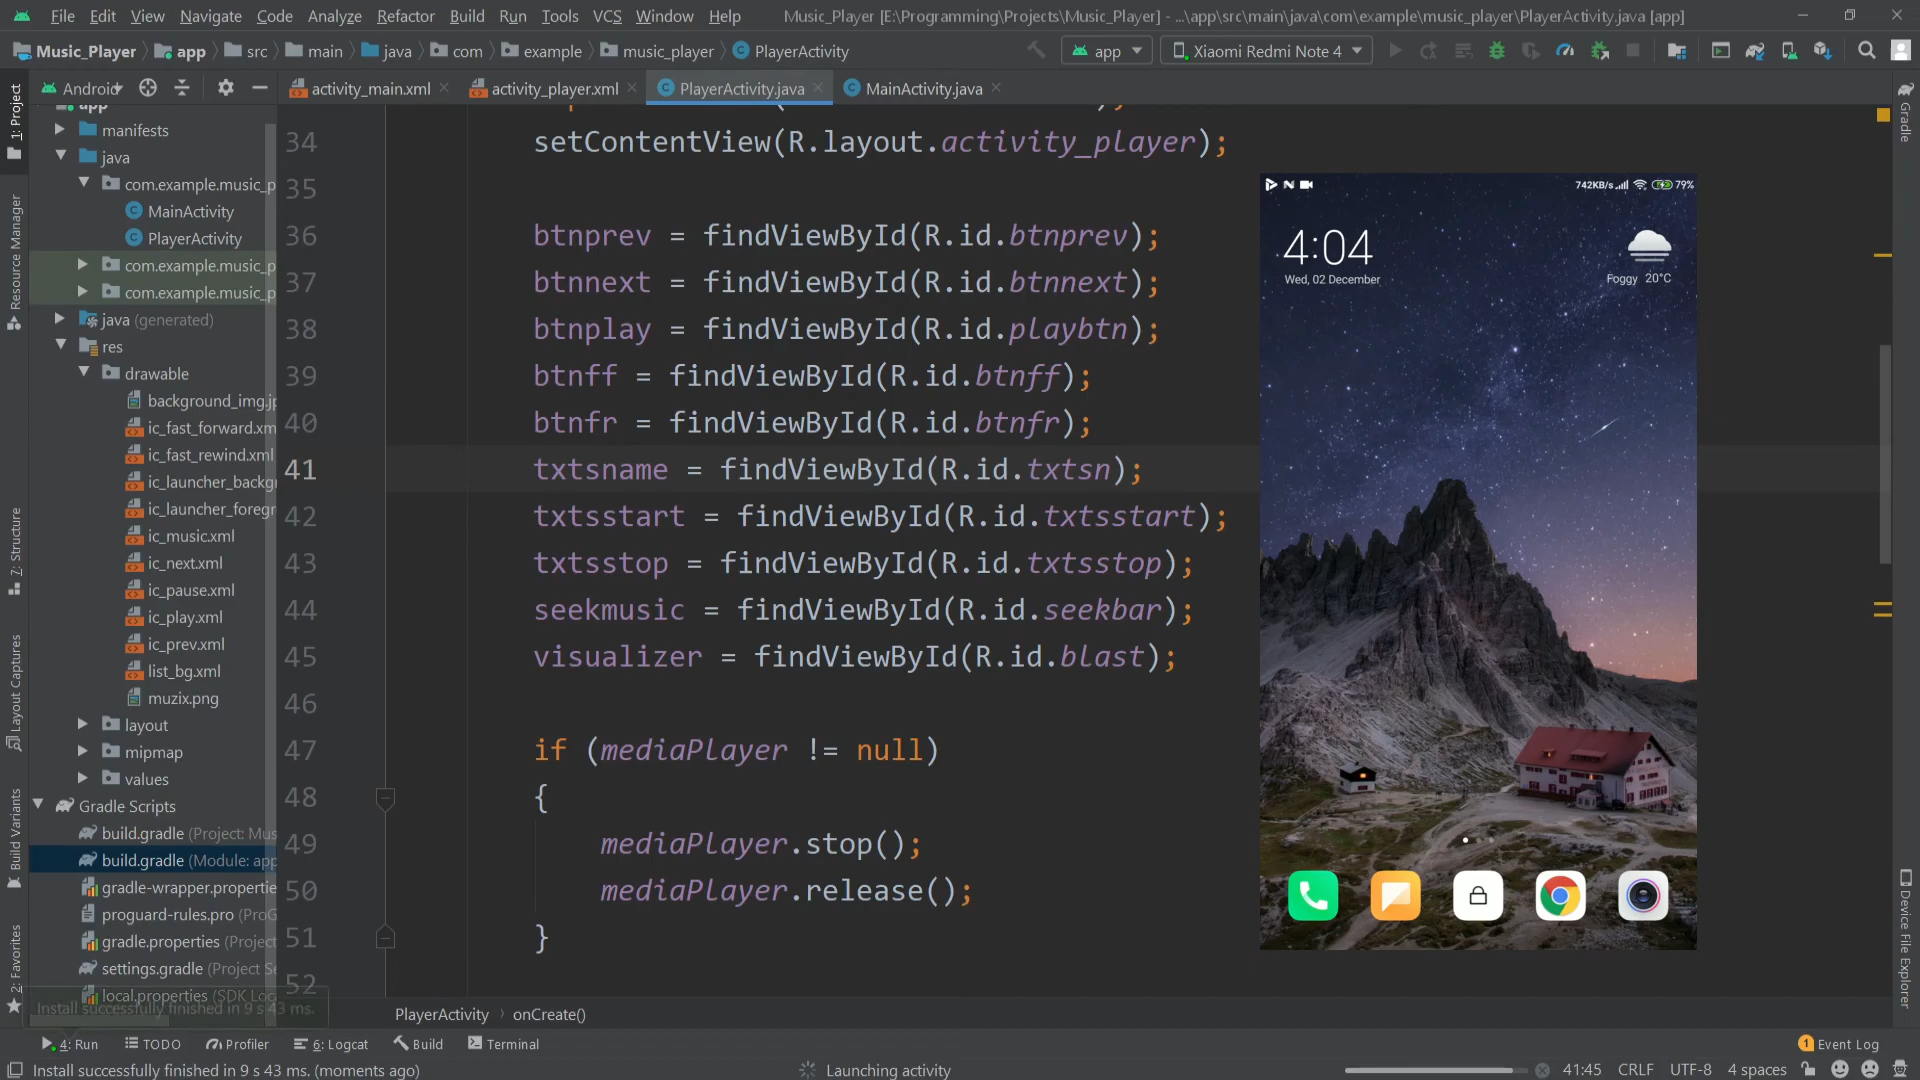 File Edit View Navigate Code Analyze Refactor Build Run Tools VCS Window Help Music_Player [E:\Programming\Projects\Music_Player] - ...\app\src\main\java\com\example\music_player\PlayerActivity.java [app]
Music_Player app src main java com example music_player PlayerActivity app Xiaomi Redmi Note 4
Android activity_main.xml activity_player.xml PlayerActivity.java MainActivity.java
1: Project
Resource Manager
7: Structure
Layout Captures
Build Variants
2: Favorites
app
manifests
java
com.example.music_p
MainActivity
PlayerActivity
com.example.music_p
com.example.music_p
java (generated)
res
drawable
background_img.jp
ic_fast_forward.xm
ic_fast_rewind.xml
ic_launcher_backg
ic_launcher_foregr
ic_music.xml
ic_next.xml
ic_pause.xml
ic_play.xml
ic_prev.xml
list_bg.xml
muzix.png
layout
mipmap
values
Gradle Scripts
build.gradle (Project: Mus
build.gradle (Module: app
gradle-wrapper.propertie
proguard-rules.pro (ProG
gradle.properties (Project
settings.gradle (Project Se
local.properties (SDK Loca
Install successfully finished in 9 s 43 ms.
34 setContentView(R.layout.activity_player);
35
36 btnprev = findViewById(R.id.btnprev);
37 btnnext = findViewById(R.id.btnnext);
38 btnplay = findViewById(R.id.playbtn);
39 btnff = findViewById(R.id.btnff);
40 btnfr = findViewById(R.id.btnfr);
41 txtsname = findViewById(R.id.txtsn);
42 txtsstart = findViewById(R.id.txtsstart);
43 txtsstop = findViewById(R.id.txtsstop);
44 seekmusic = findViewById(R.id.seekbar);
45 visualizer = findViewById(R.id.blast);
46
47 if (mediaPlayer != null)
48 {
49 mediaPlayer.stop();
50 mediaPlayer.release();
51 }
52
742KB/s 79%
4:04
Wed, 02 December
Foggy 20°C
Gradle
Device File Explorer
PlayerActivity onCreate()
4: Run TODO Profiler 6: Logcat Build Terminal 1 Event Log
Install successfully finished in 9 s 43 ms. (moments ago) Launching activity 41:45 CRLF UTF-8 4 spaces